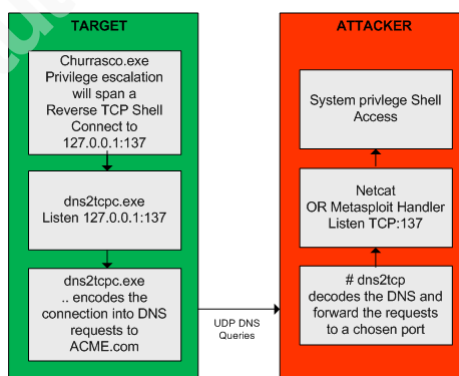 TARGET
Churrasco.exe
Privilege escalation
will span a
Reverse TCP Shell
Connect to
127.0.0.1:137
dns2tcpc.exe
Listen 127.0.0.1:137
dns2tcpc.exe
.. encodes the
connection into DNS
requests to
ACME.com
UDP DNS
Queries
ATTACKER
System privlege Shell
Access
Netcat
OR Metasploit Handler
Listen TCP:137
# dns2tcp
decodes the DNS and
forward the requests
to a chosen port